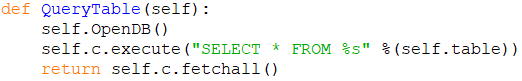 def QueryTable(self):
    self.OpenDB()
    self.c.execute("SELECT * FROM %s" %(self.table))
    return self.c.fetchall()